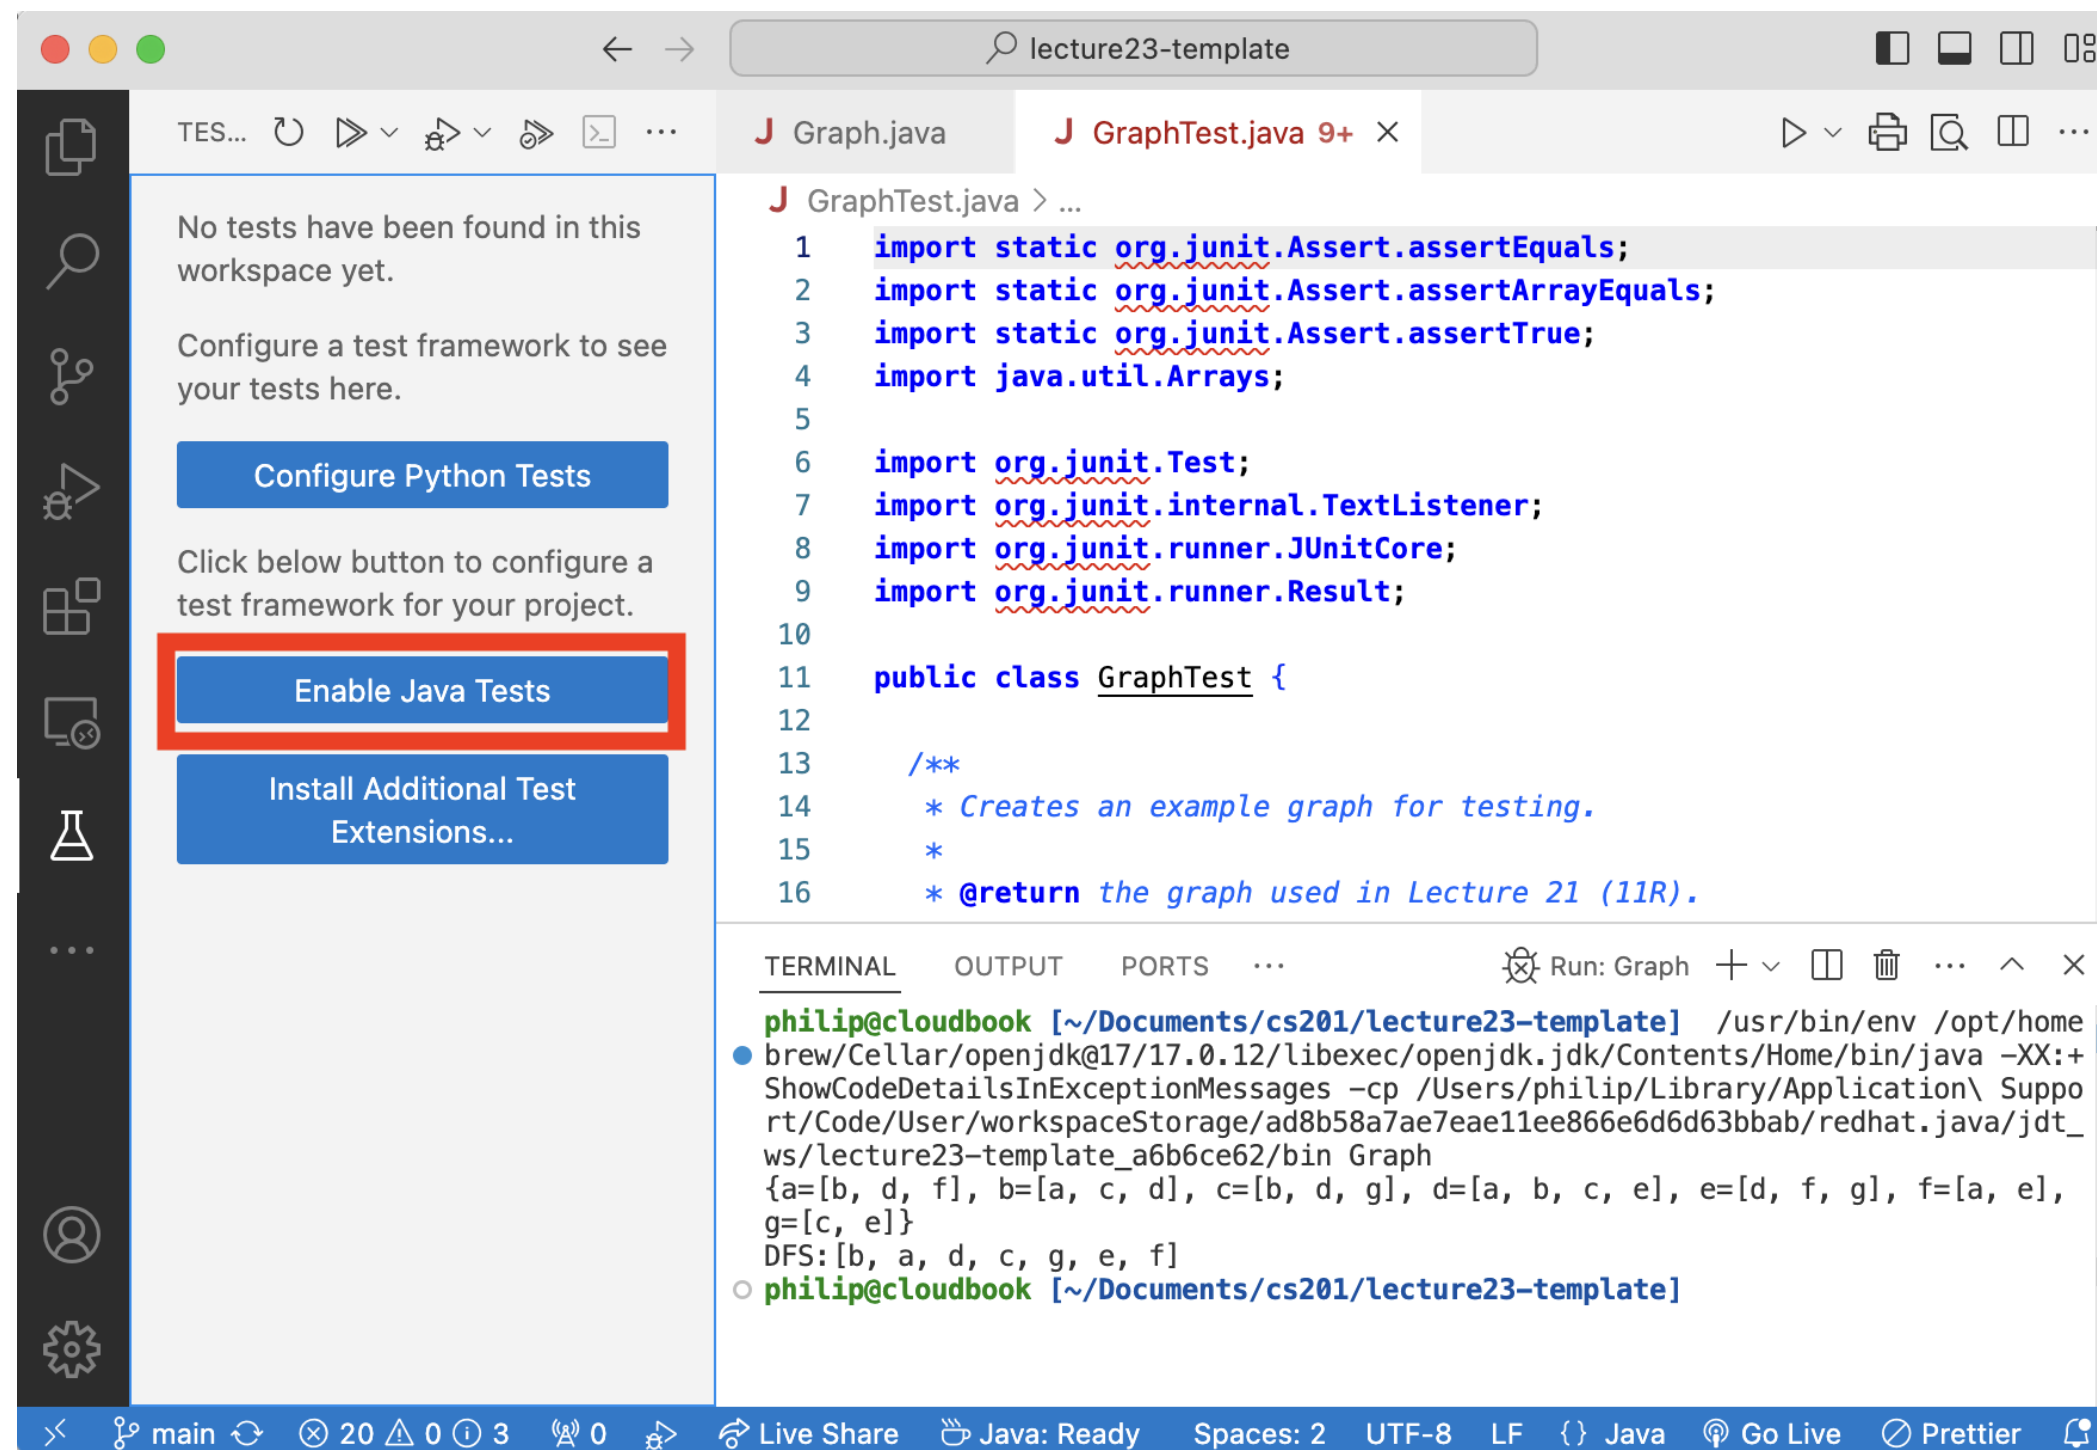 lecture23-template
TES...
Graph.java
GraphTest.java 9+
GraphTest.java > ...
No tests have been found in this
workspace yet.
Configure a test framework to see
your tests here.
Configure Python Tests
Click below button to configure a
test framework for your project.
Enable Java Tests
Install Additional Test
Extensions...
1 import static org.junit.Assert.assertEquals;
2 import static org.junit.Assert.assertArrayEquals;
3 import static org.junit.Assert.assertTrue;
4 import java.util.Arrays;
5
6 import org.junit.Test;
7 import org.junit.internal.TextListener;
8 import org.junit.runner.JUnitCore;
9 import org.junit.runner.Result;
10
11 public class GraphTest {
12
13 /**
14 * Creates an example graph for testing.
15 *
16 * @return the graph used in Lecture 21 (11R).
TERMINAL OUTPUT PORTS ... Run: Graph
philip@cloudbook [~/Documents/cs201/lecture23-template] /usr/bin/env /opt/home
brew/Cellar/openjdk@17/17.0.12/libexec/openjdk.jdk/Contents/Home/bin/java -XX:+
ShowCodeDetailsInExceptionMessages -cp /Users/philip/Library/Application\ Suppo
rt/Code/User/workspaceStorage/ad8b58a7ae7eae11ee866e6d6d63bbab/redhat.java/jdt_
ws/lecture23-template_a6b6ce62/bin Graph
{a=[b, d, f], b=[a, c, d], c=[b, d, g], d=[a, b, c, e], e=[d, f, g], f=[a, e],
g=[c, e]}
DFS:[b, a, d, c, g, e, f]
philip@cloudbook [~/Documents/cs201/lecture23-template]
main 20 0 3 0 Live Share Java: Ready Spaces: 2 UTF-8 LF {} Java Go Live Prettier